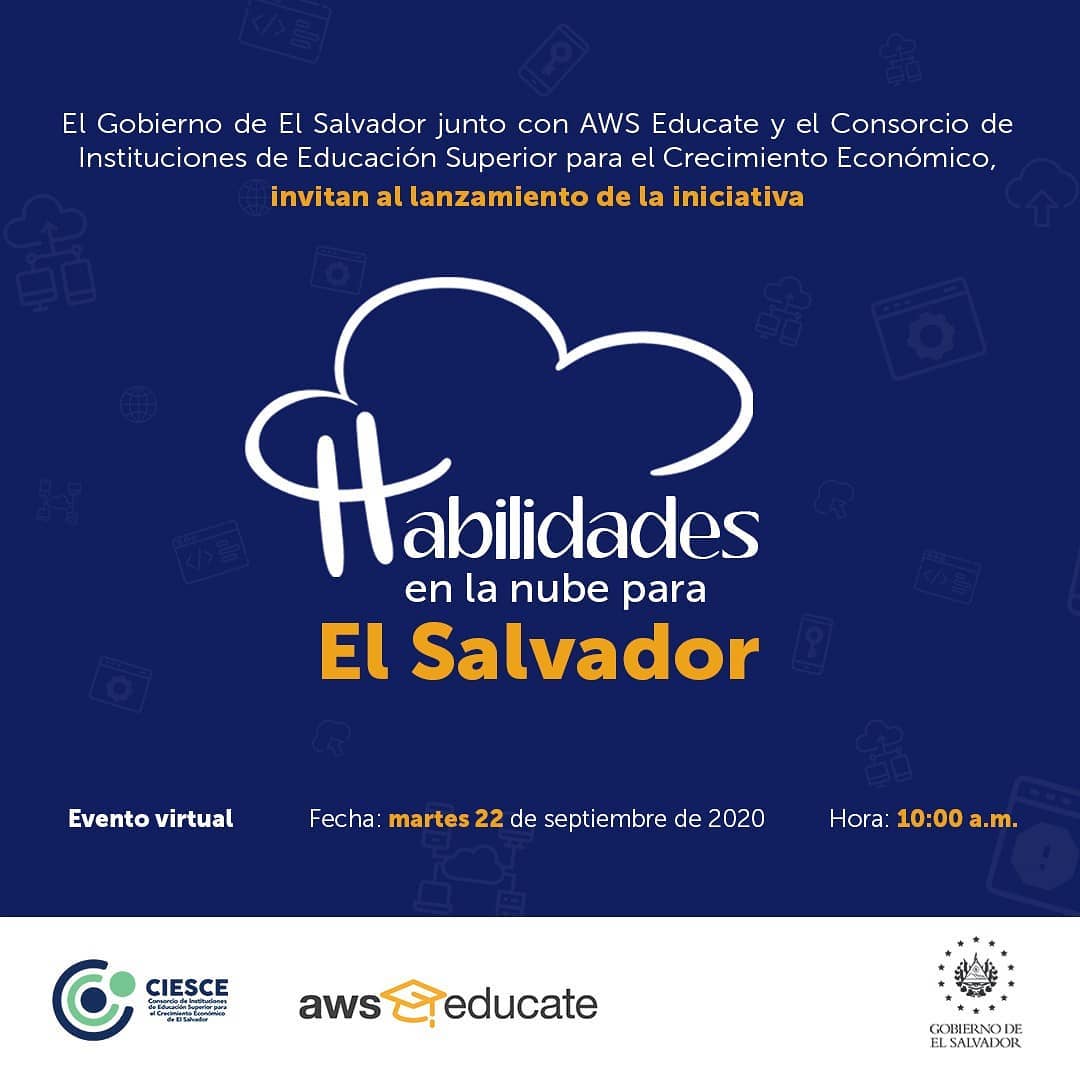 El Gobierno de El Salvador junto con AWS Educate y el Consorcio de
Instituciones de Educación Superior para el Crecimiento Económico,
invitan al lanzamiento de la iniciativa
Habilidades
en la nube para
El Salvador
Evento virtual Fecha: martes 22 de septiembre de 2020 Hora: 10:00 a.m.
CIESCE
Consorcio de Instituciones
de Educación Superior para
el Crecimiento Económico
de El Salvador
aws educate
GOBIERNO DE
EL SALVADOR